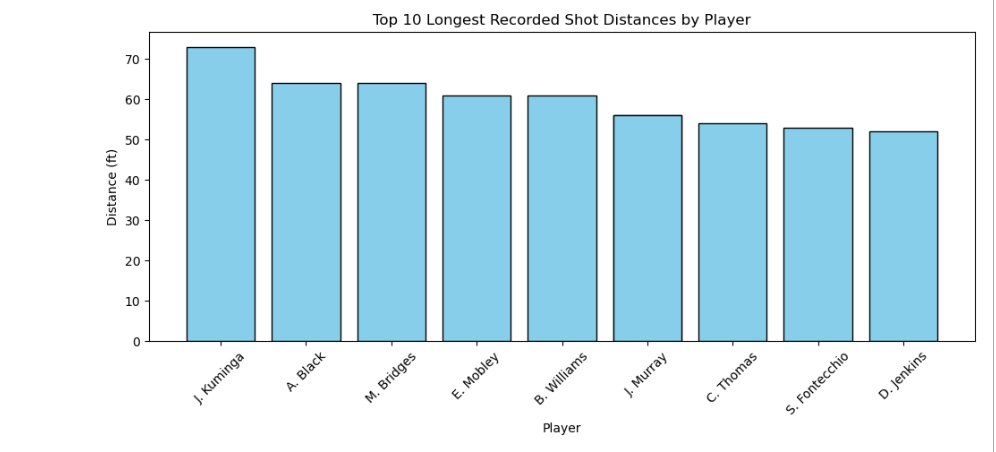 Top 10 Longest Recorded Shot Distances by Player
Distance (ft)
70
60
50
40
30
20
10
0
J. Kuminga
A. Black
M. Bridges
E. Mobley
B. Williams
J. Murray
C. Thomas
S. Fontecchio
D. Jenkins
Player